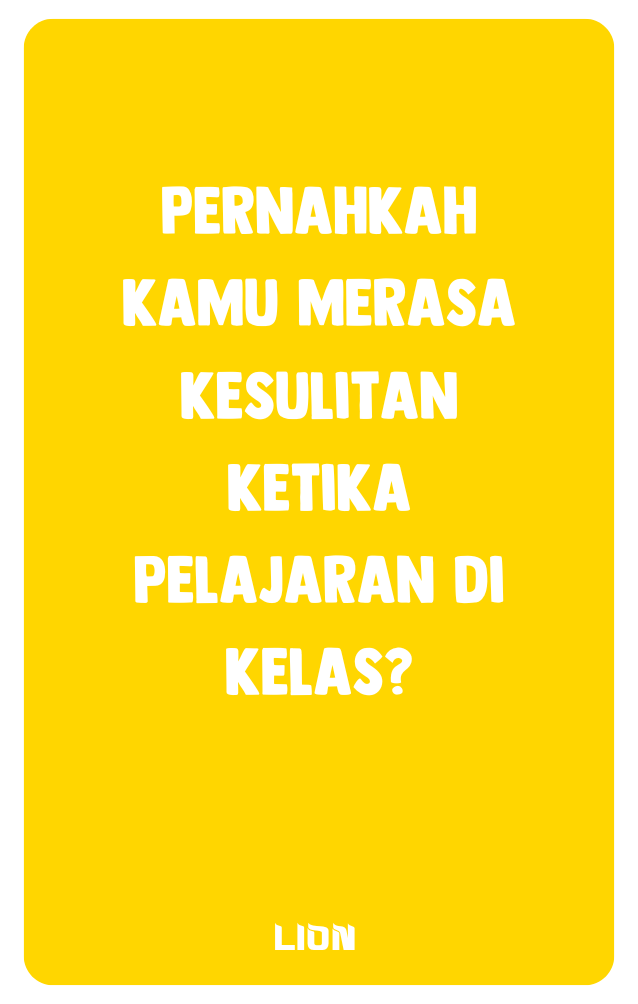 PERNAHKAH
KAMU MERASA
KESULITAN
KETIKA
PELAJARAN DI
KELAS?
LION